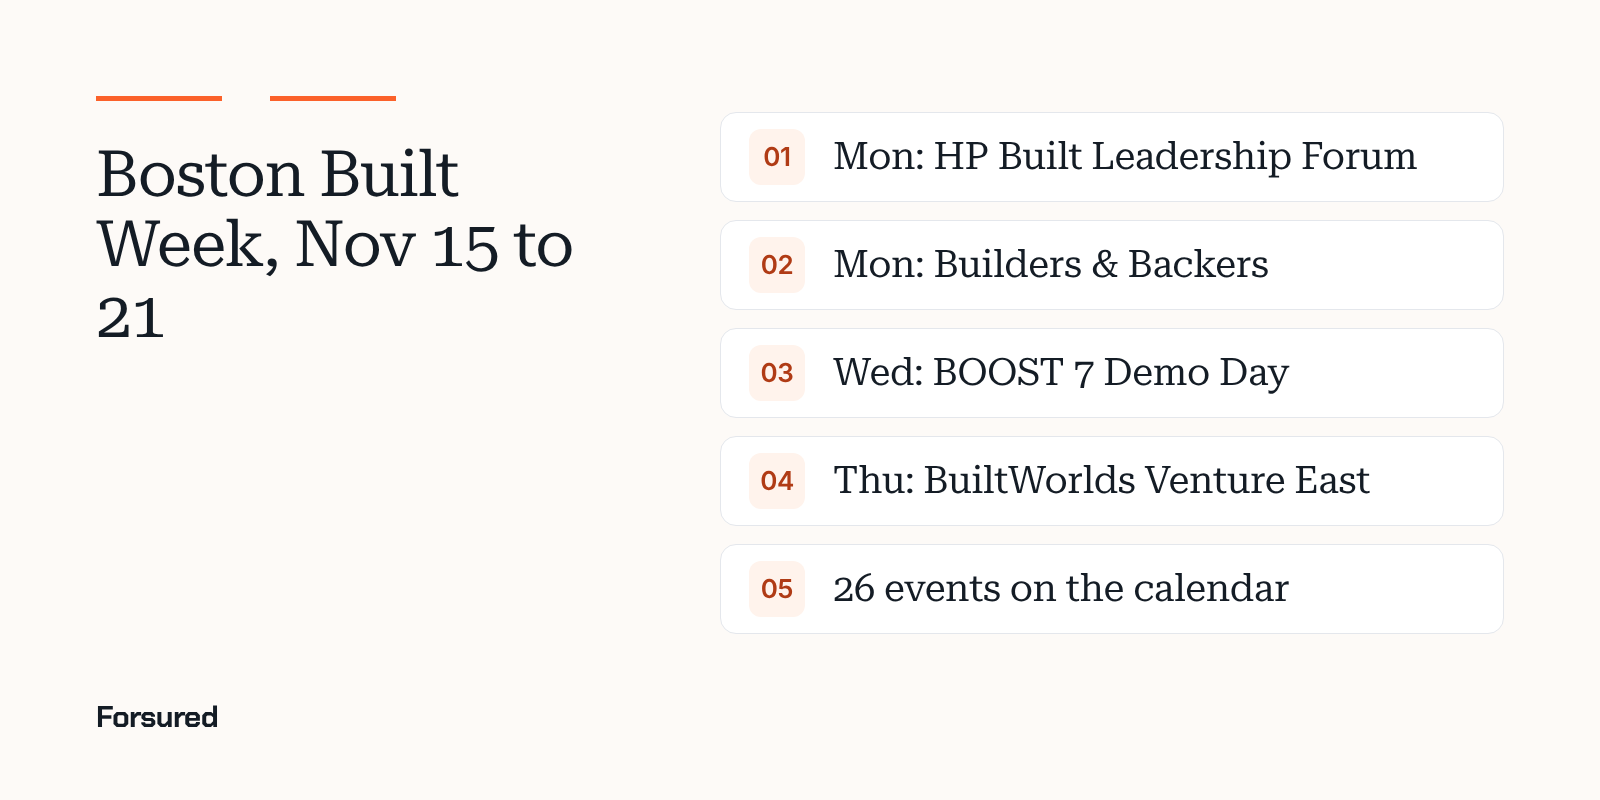 Boston Built
Week, Nov 15 to
21
01 Mon: HP Built Leadership Forum
02 Mon: Builders & Backers
03 Wed: BOOST 7 Demo Day
04 Thu: BuiltWorlds Venture East
05 26 events on the calendar
Forsured